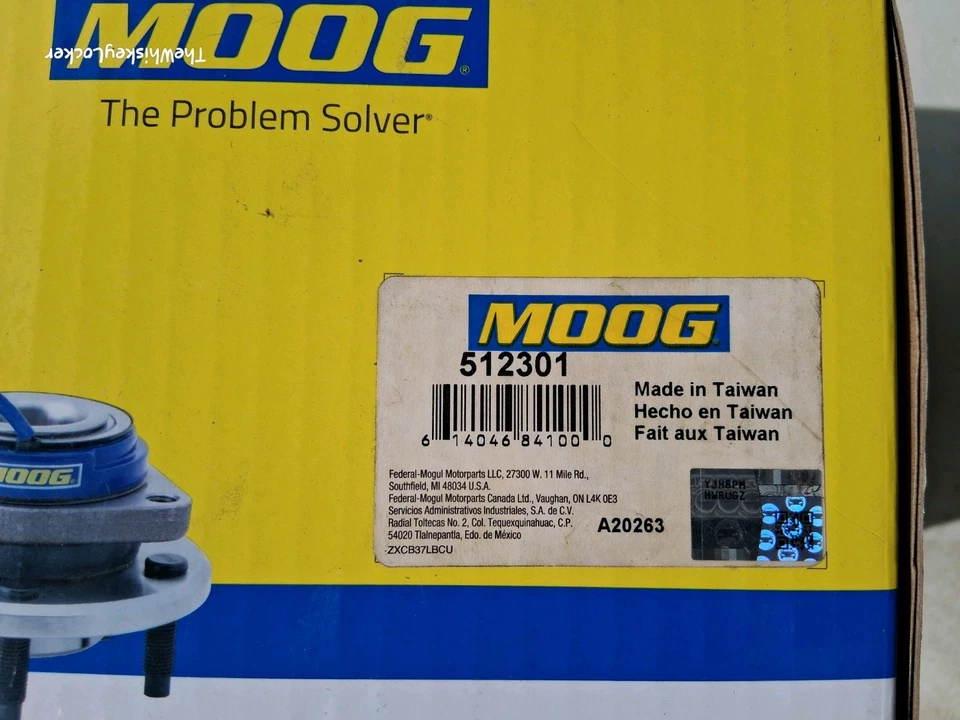 MOOG®
TheWhiskeyLocker
The Problem Solver®
MOOG
512301
6 14046 84100 0
Made in Taiwan
Hecho en Taiwan
Fait aux Taiwan
Federal-Mogul Motorparts LLC, 27300 W. 11 Mile Rd.,
Southfield, MI 48034 U.S.A.
Federal-Mogul Motorparts Canada Ltd., Vaughan, ON L4K 0E3
Servicios Administrativos Industriales, S.A. de C.V.
Radial Toltecas No. 2, Col. Tequexquinahuac, C.P.
54020 Tlalnepantla, Edo. de México
ZXCB37LBCU
A20263
YJH8PM
HWRUGZ
MOOG